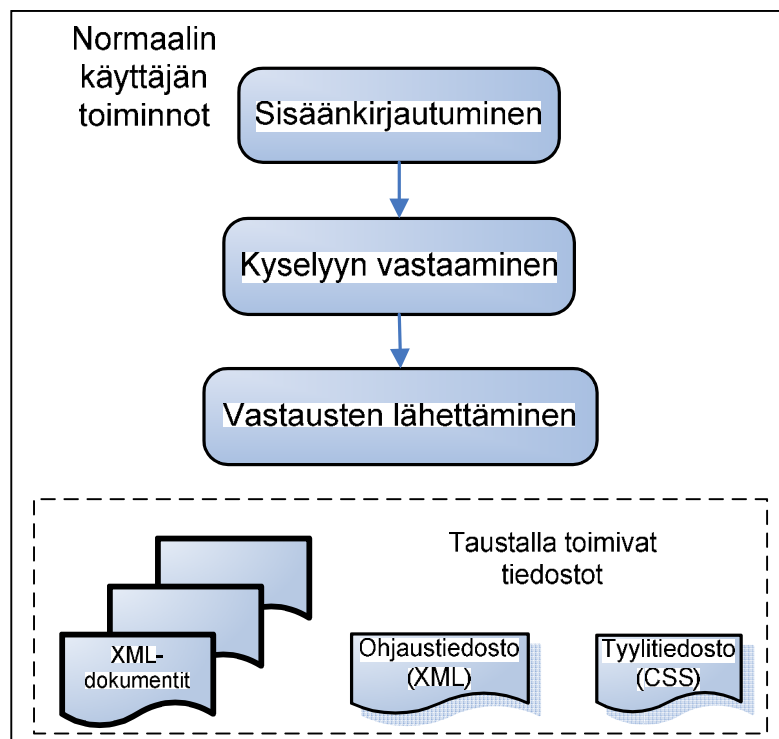 Normaalin
käyttäjän
toiminnot
Sisäänkirjautuminen
Kyselyyn vastaaminen
Vastausten lähettäminen
Taustalla toimivat
tiedostot
XML-
dokumentit
Ohjaustiedosto
(XML)
Tyylitiedosto
(CSS)